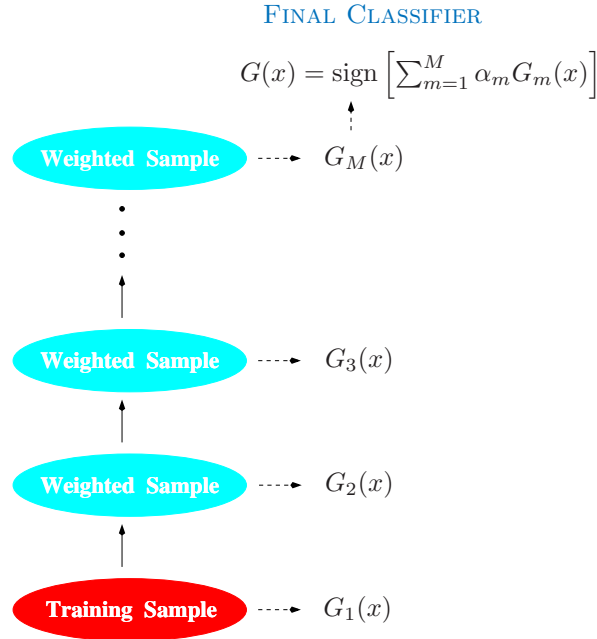 FINAL CLASSIFIER
G(x) = sign [∑_{m=1}^{M} α_m G_m(x)]
Weighted Sample G_M(x)
Weighted Sample G_3(x)
Weighted Sample G_2(x)
Training Sample G_1(x)